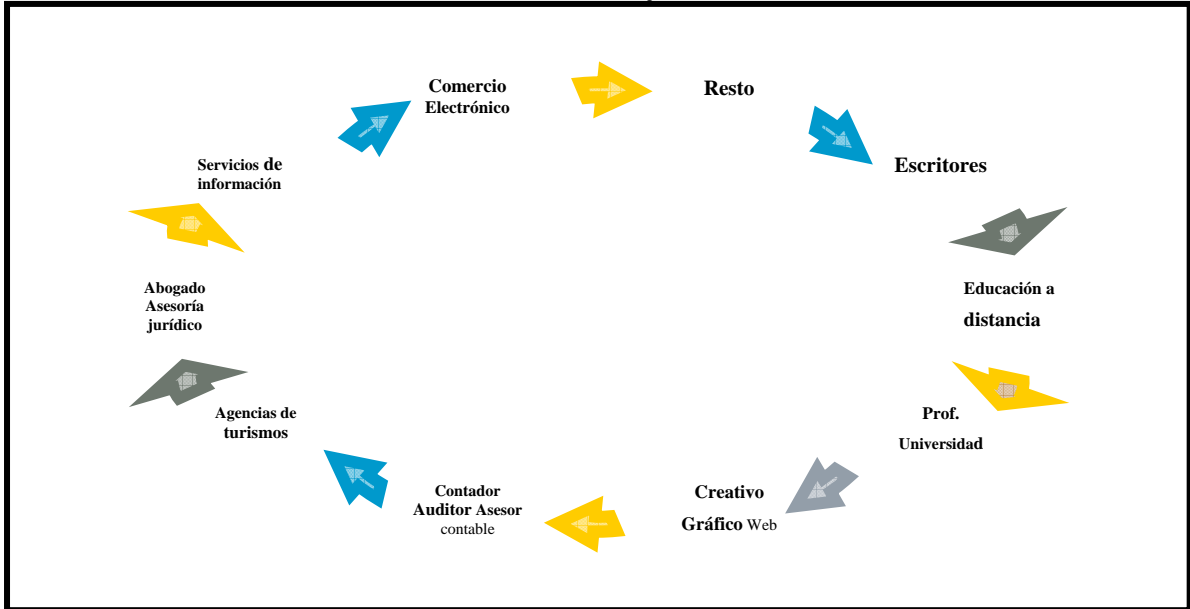 Comercio
Electrónico
Resto
Escritores
Servicios de
información
Abogado
Asesoría
jurídico
Educación a
distancia
Agencias de
turismos
Prof.
Universidad
Contador
Auditor Asesor
contable
Creativo
Gráfico Web